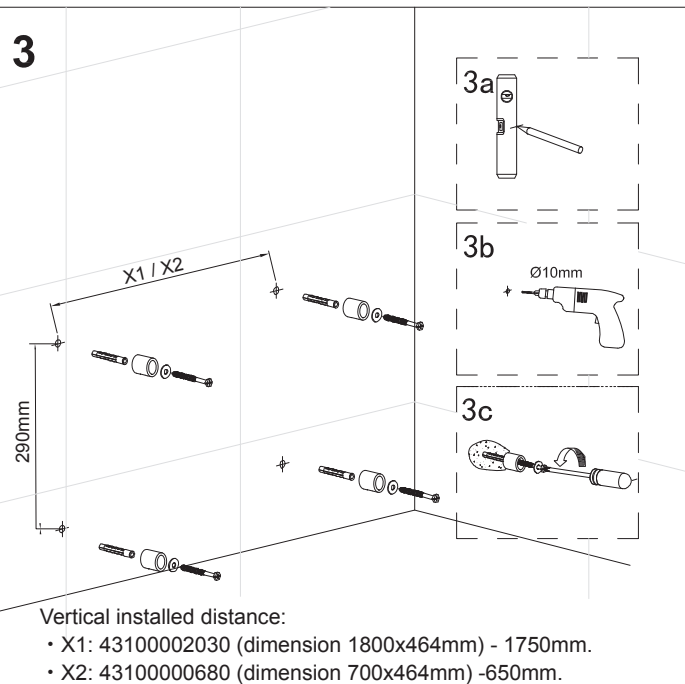 3
3a
3b
Ø10mm
3c
X1 / X2
290mm
Vertical installed distance:
・X1: 43100002030 (dimension 1800x464mm) - 1750mm.
・X2: 43100000680 (dimension 700x464mm) -650mm.